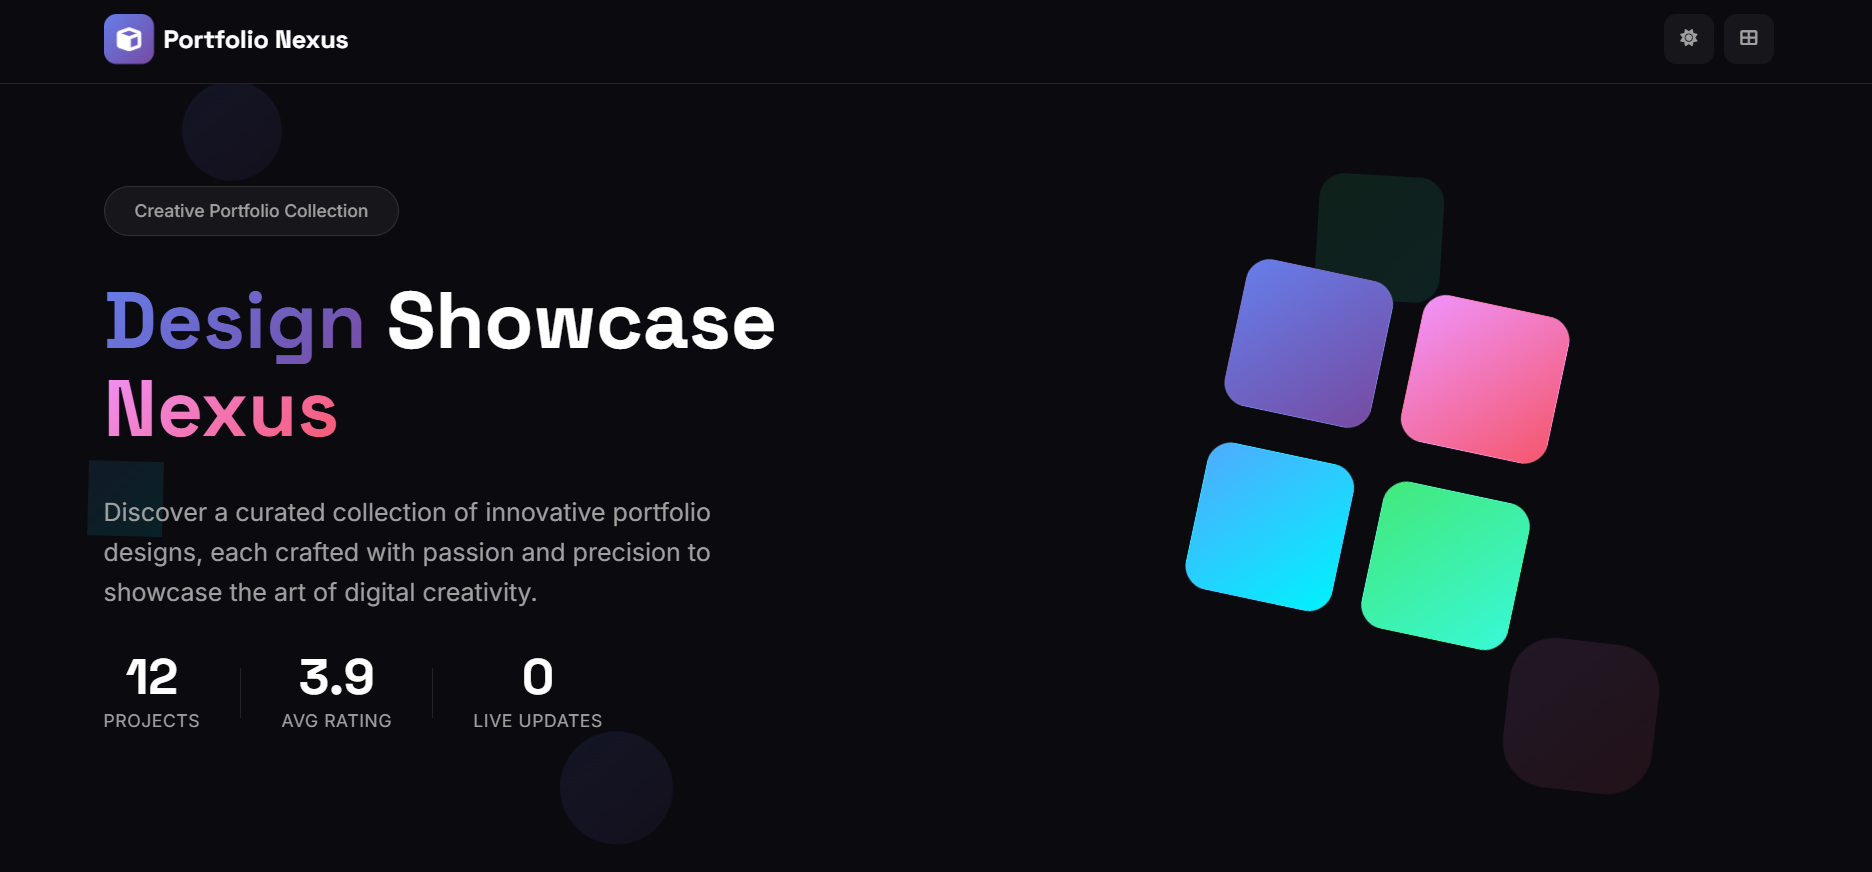 Portfolio Nexus
Creative Portfolio Collection
Design Showcase
Nexus
Discover a curated collection of innovative portfolio
designs, each crafted with passion and precision to
showcase the art of digital creativity.
12
PROJECTS
3.9
AVG RATING
0
LIVE UPDATES